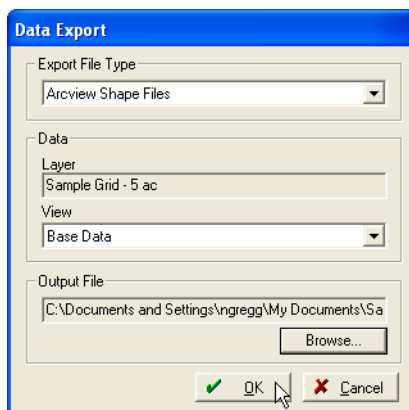 Data Export
Export File Type
Arcview Shape Files
Data
Layer
Sample Grid - 5 ac
View
Base Data
Output File
C:\Documents and Settings\ngregg\My Documents\Sa
Browse...
OK Cancel